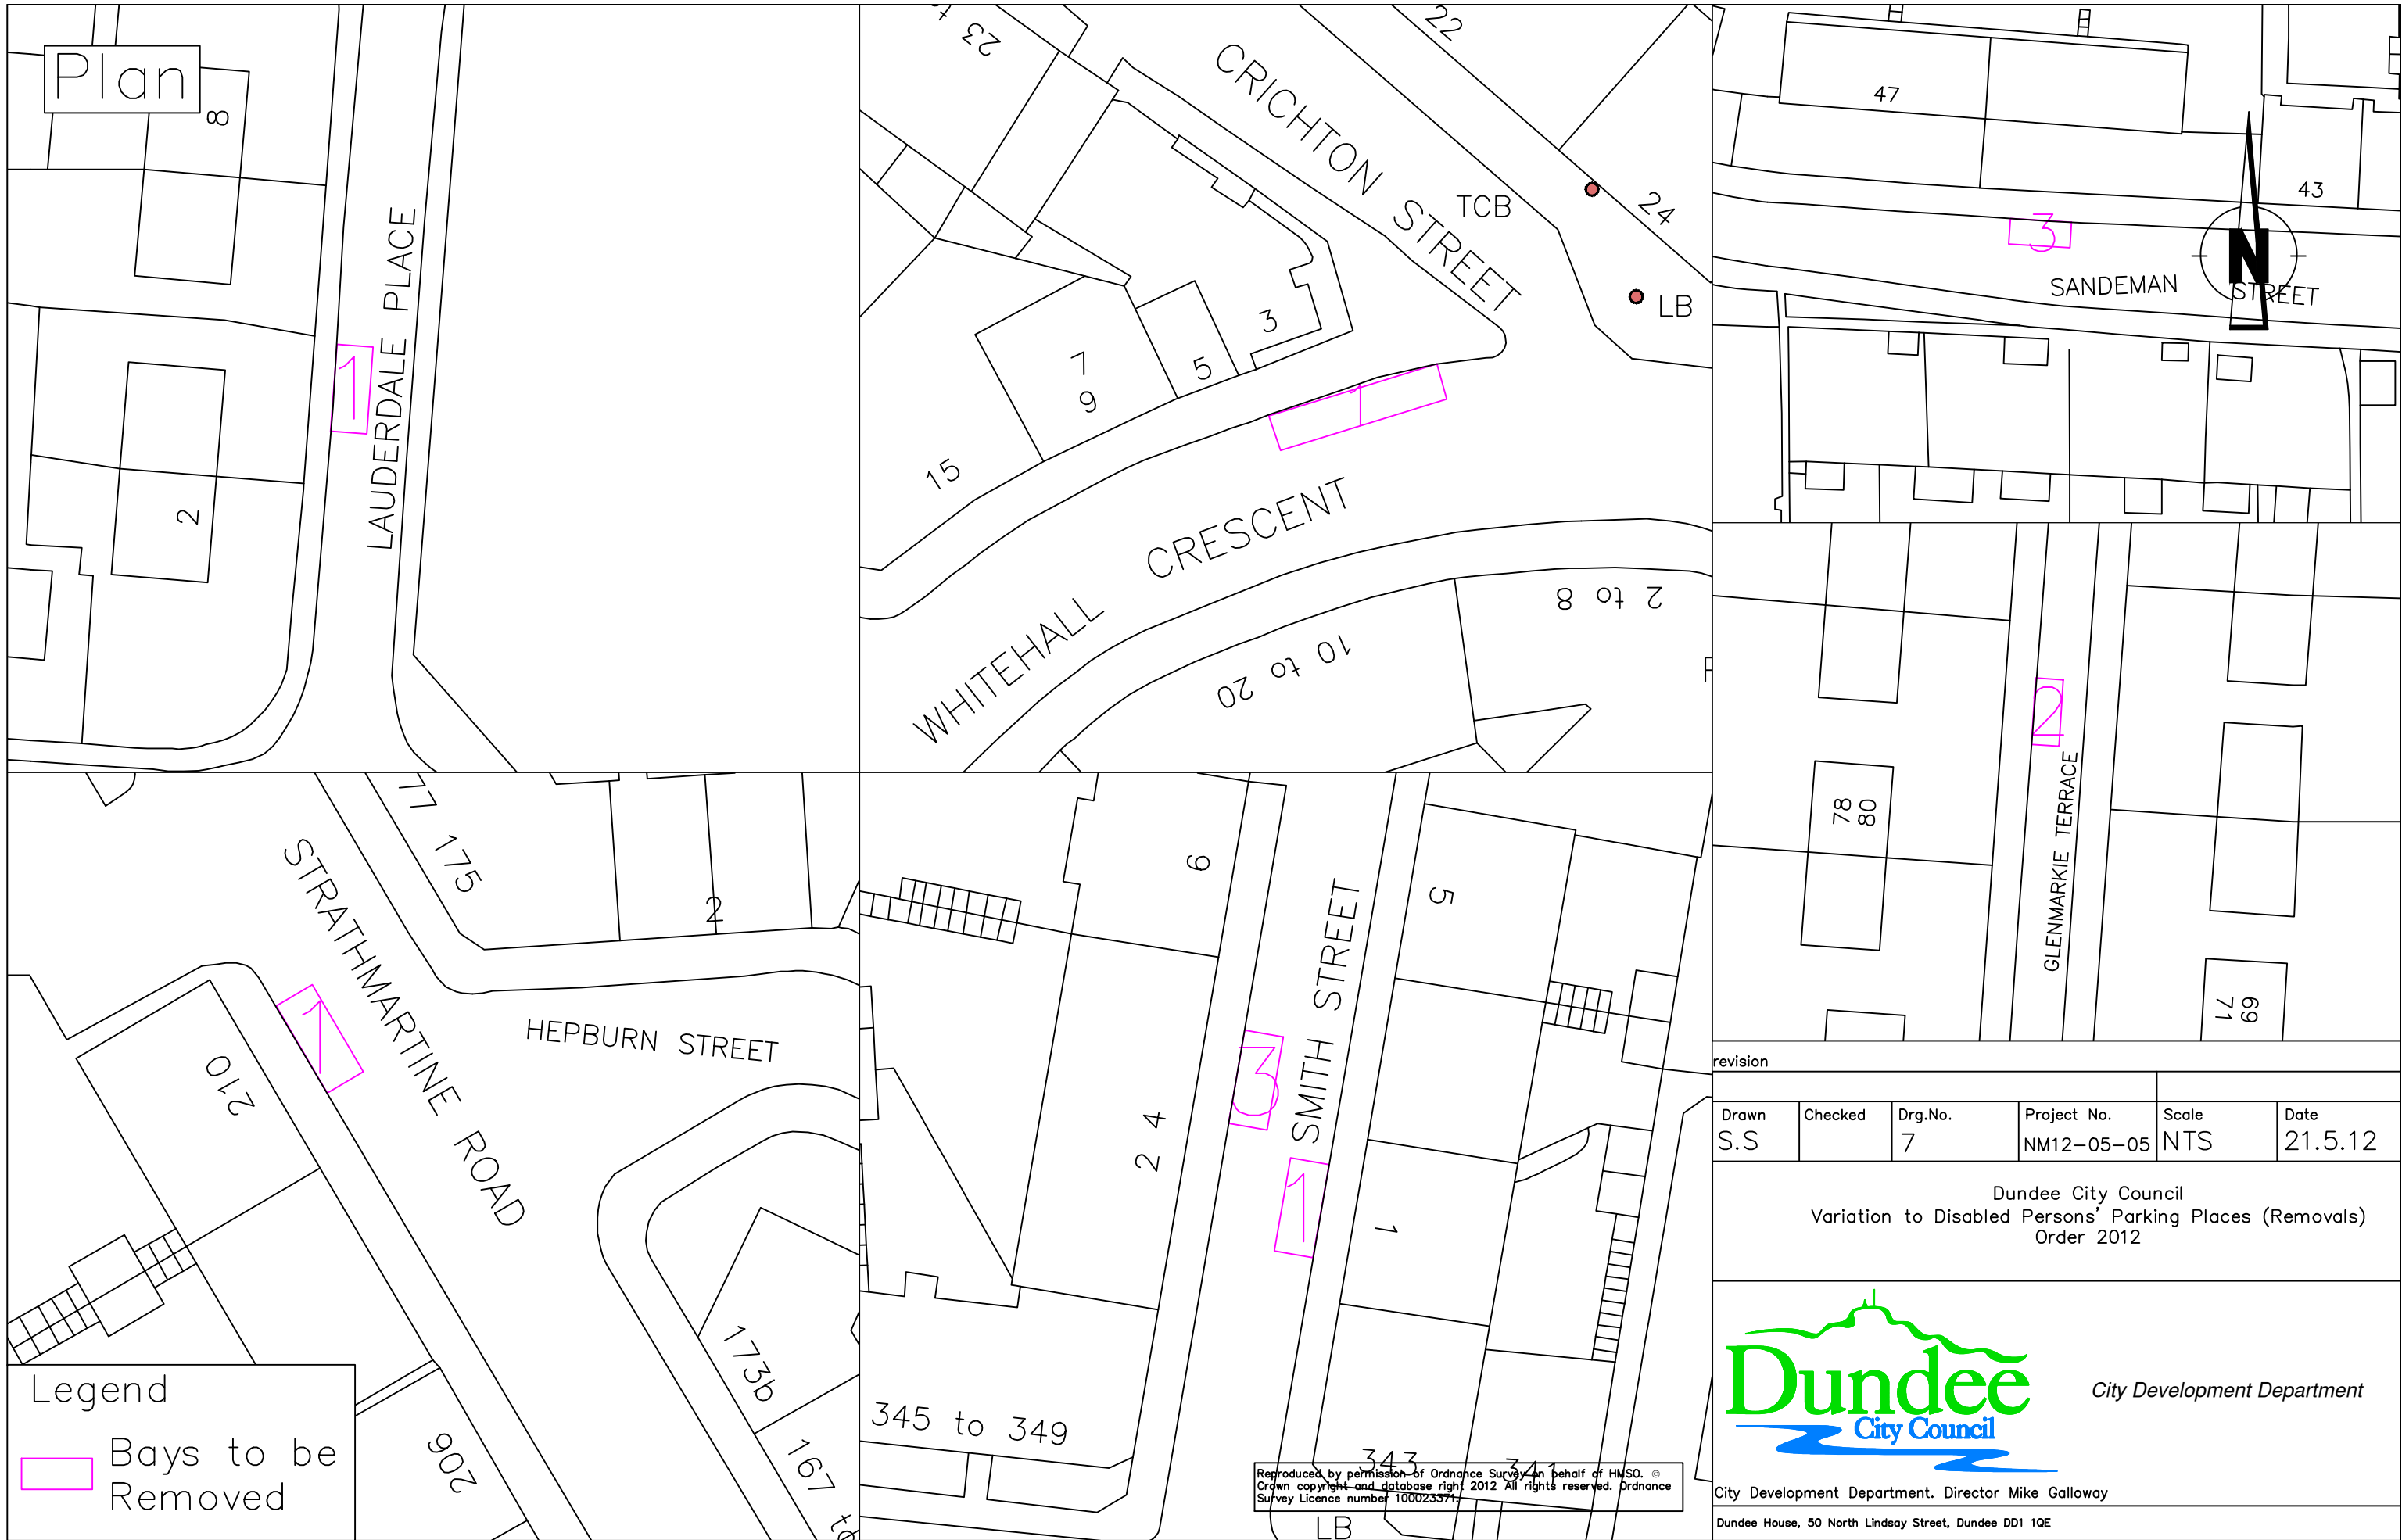 Plan
8
LAUDERDALE PLACE
1
2
23
22
CRICHTON STREET
TCB
24
LB
3
5
7
9
15
1
WHITEHALL CRESCENT
2 to 8
10 to 20
47
43
3
SANDEMAN STREET
N
2
78
80
GLENMARKIE TERRACE
69
71
77
175
2
STRATHMARTINE ROAD
1
210
HEPBURN STREET
173b
167 to
206
Legend
Bays to be
Removed
9
5
SMITH STREET
3
2 4
1
1
345 to 349
343
341
LB
Reproduced by permission of Ordnance Survey on behalf of HMSO. ©
Crown copyright and database right 2012 All rights reserved. Ordnance
Survey Licence number 100023371.
revision
Drawn Checked Drg.No. Project No. Scale Date
S.S 7 NM12-05-05 NTS 21.5.12
Dundee City Council
Variation to Disabled Persons' Parking Places (Removals)
Order 2012
Dundee
City Council
City Development Department
City Development Department. Director Mike Galloway
Dundee House, 50 North Lindsay Street, Dundee DD1 1QE